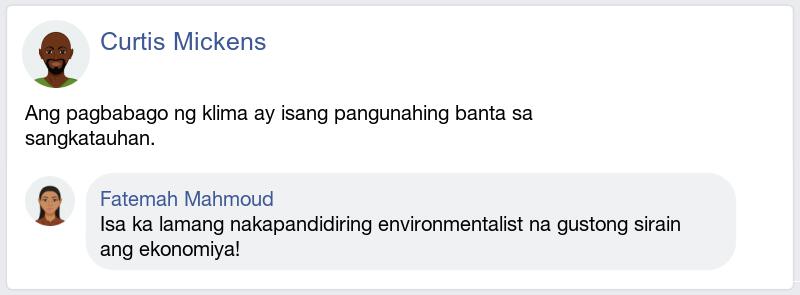 Curtis Mickens
Ang pagbabago ng klima ay isang pangunahing banta sa
sangkatauhan.
Fatemah Mahmoud
Isa ka lamang nakapandidiring environmentalist na gustong sirain
ang ekonomiya!